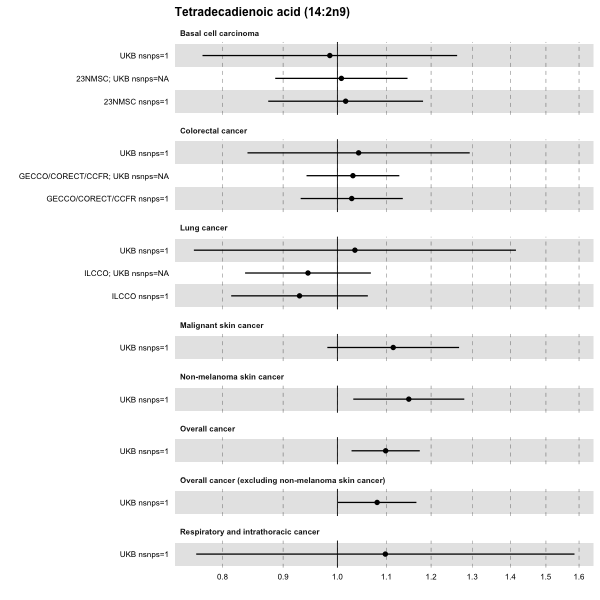 Tetradecadienoic acid (14:2n9)
Basal cell carcinoma
UKB nsnps=1
23NMSC; UKB nsnps=NA
23NMSC nsnps=1
Colorectal cancer
UKB nsnps=1
GECCO/CORECT/CCFR; UKB nsnps=NA
GECCO/CORECT/CCFR nsnps=1
Lung cancer
UKB nsnps=1
ILCCO; UKB nsnps=NA
ILCCO nsnps=1
Malignant skin cancer
UKB nsnps=1
Non-melanoma skin cancer
UKB nsnps=1
Overall cancer
UKB nsnps=1
Overall cancer (excluding non-melanoma skin cancer)
UKB nsnps=1
Respiratory and intrathoracic cancer
UKB nsnps=1
0.8 0.9 1.0 1.1 1.2 1.3 1.4 1.5 1.6